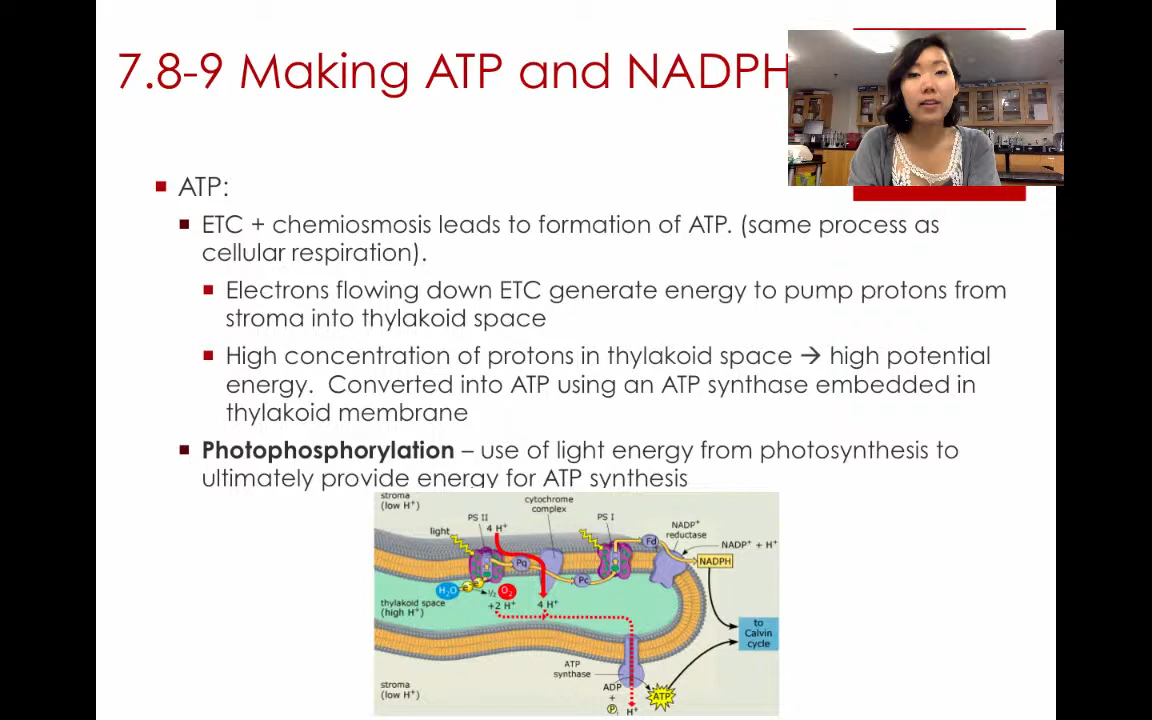 7.8-9 Making ATP and NADPH
ATP:
ETC + chemiosmosis leads to formation of ATP. (same process as
cellular respiration).
Electrons flowing down ETC generate energy to pump protons from
stroma into thylakoid space
High concentration of protons in thylakoid space → high potential
energy. Converted into ATP using an ATP synthase embedded in
thylakoid membrane
Photophosphorylation – use of light energy from photosynthesis to
ultimately provide energy for ATP synthesis
stroma
(low H⁺)
cytochrome
complex
PS II
4 H⁺
light
PS I
NADP⁺
reductase
Fd
NADP⁺ + H⁺
Pq
NADPH
Pc
H₂O
½ O₂
+2 H⁺
4 H⁺
thylakoid space
(high H⁺)
to
Calvin
cycle
ATP
synthase
stroma
(low H⁺)
ADP
+
P
H⁺
ATP